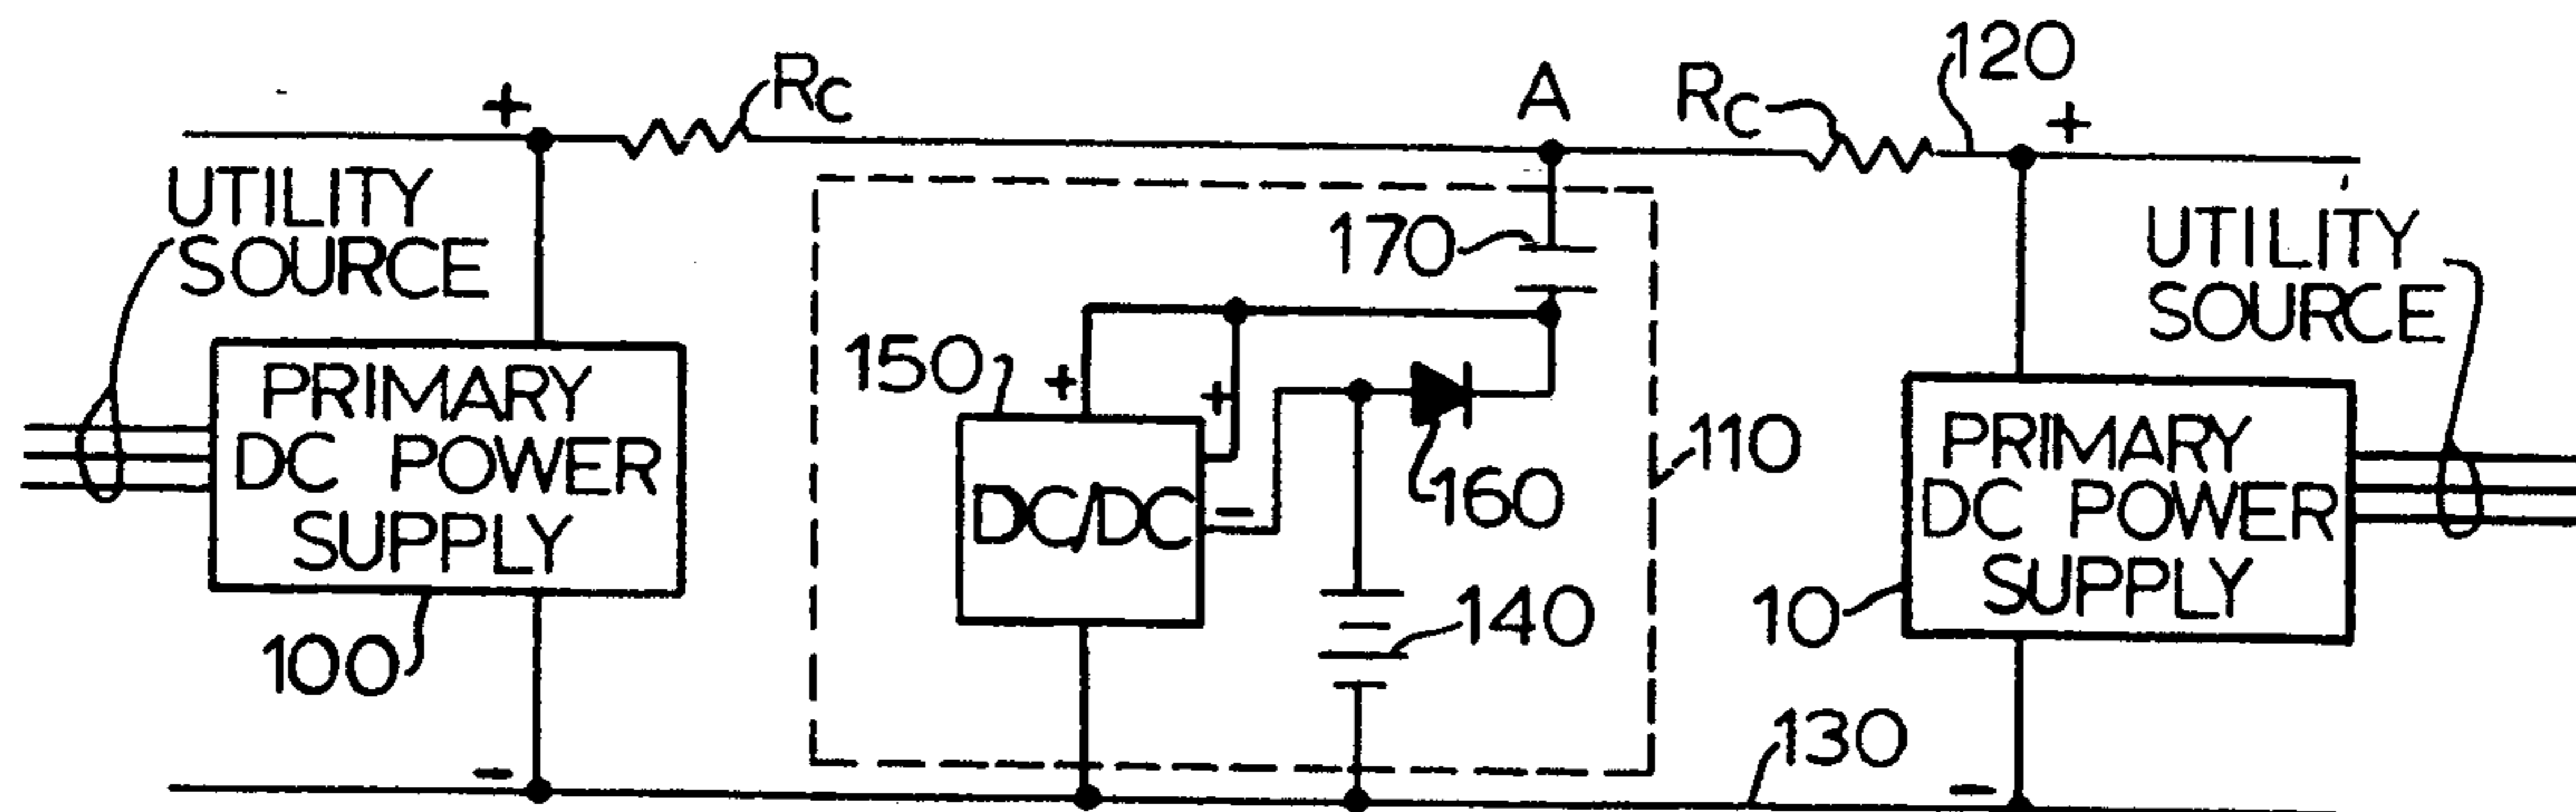 120
+
RC
A
RC
+
UTILITY
SOURCE
170
UTILITY
SOURCE
150
+
+
PRIMARY
DC POWER
SUPPLY
110
PRIMARY
DC POWER
SUPPLY
160
DC/DC
-
140
10
100
130
-
-